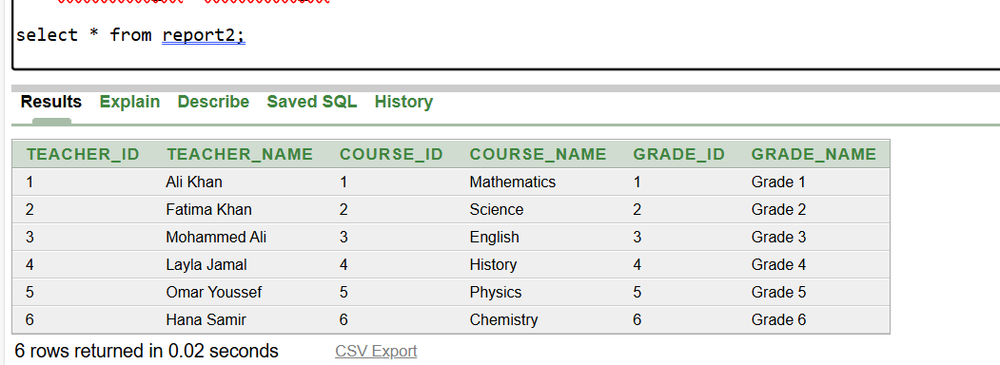 select * from report2;
Results Explain Describe Saved SQL History
TEACHER_ID TEACHER_NAME COURSE_ID COURSE_NAME GRADE_ID GRADE_NAME
1 Ali Khan 1 Mathematics 1 Grade 1
2 Fatima Khan 2 Science 2 Grade 2
3 Mohammed Ali 3 English 3 Grade 3
4 Layla Jamal 4 History 4 Grade 4
5 Omar Youssef 5 Physics 5 Grade 5
6 Hana Samir 6 Chemistry 6 Grade 6
6 rows returned in 0.02 seconds CSV Export